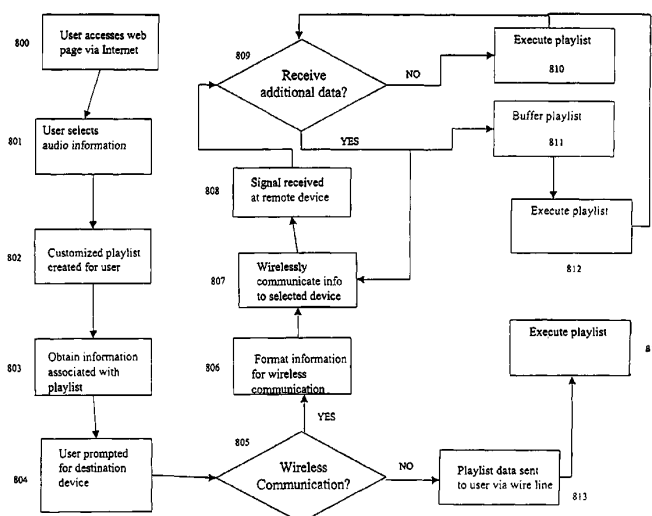 800
User accesses web
page via Internet
801
User selects
audio information
802
Customized playlist
created for user
803
Obtain information
associated with
playlist
804
User prompted
for destination
device
805
Wireless
Communication?
YES
NO
806
Format information
for wireless
communication
807
Wirelessly
communicate info
to selected device
808
Signal received
at remote device
809
Receive
additional data?
NO
YES
Execute playlist
810
Buffer playlist
811
Execute playlist
812
Playlist data sent
to user via wire line
813
Execute playlist
8